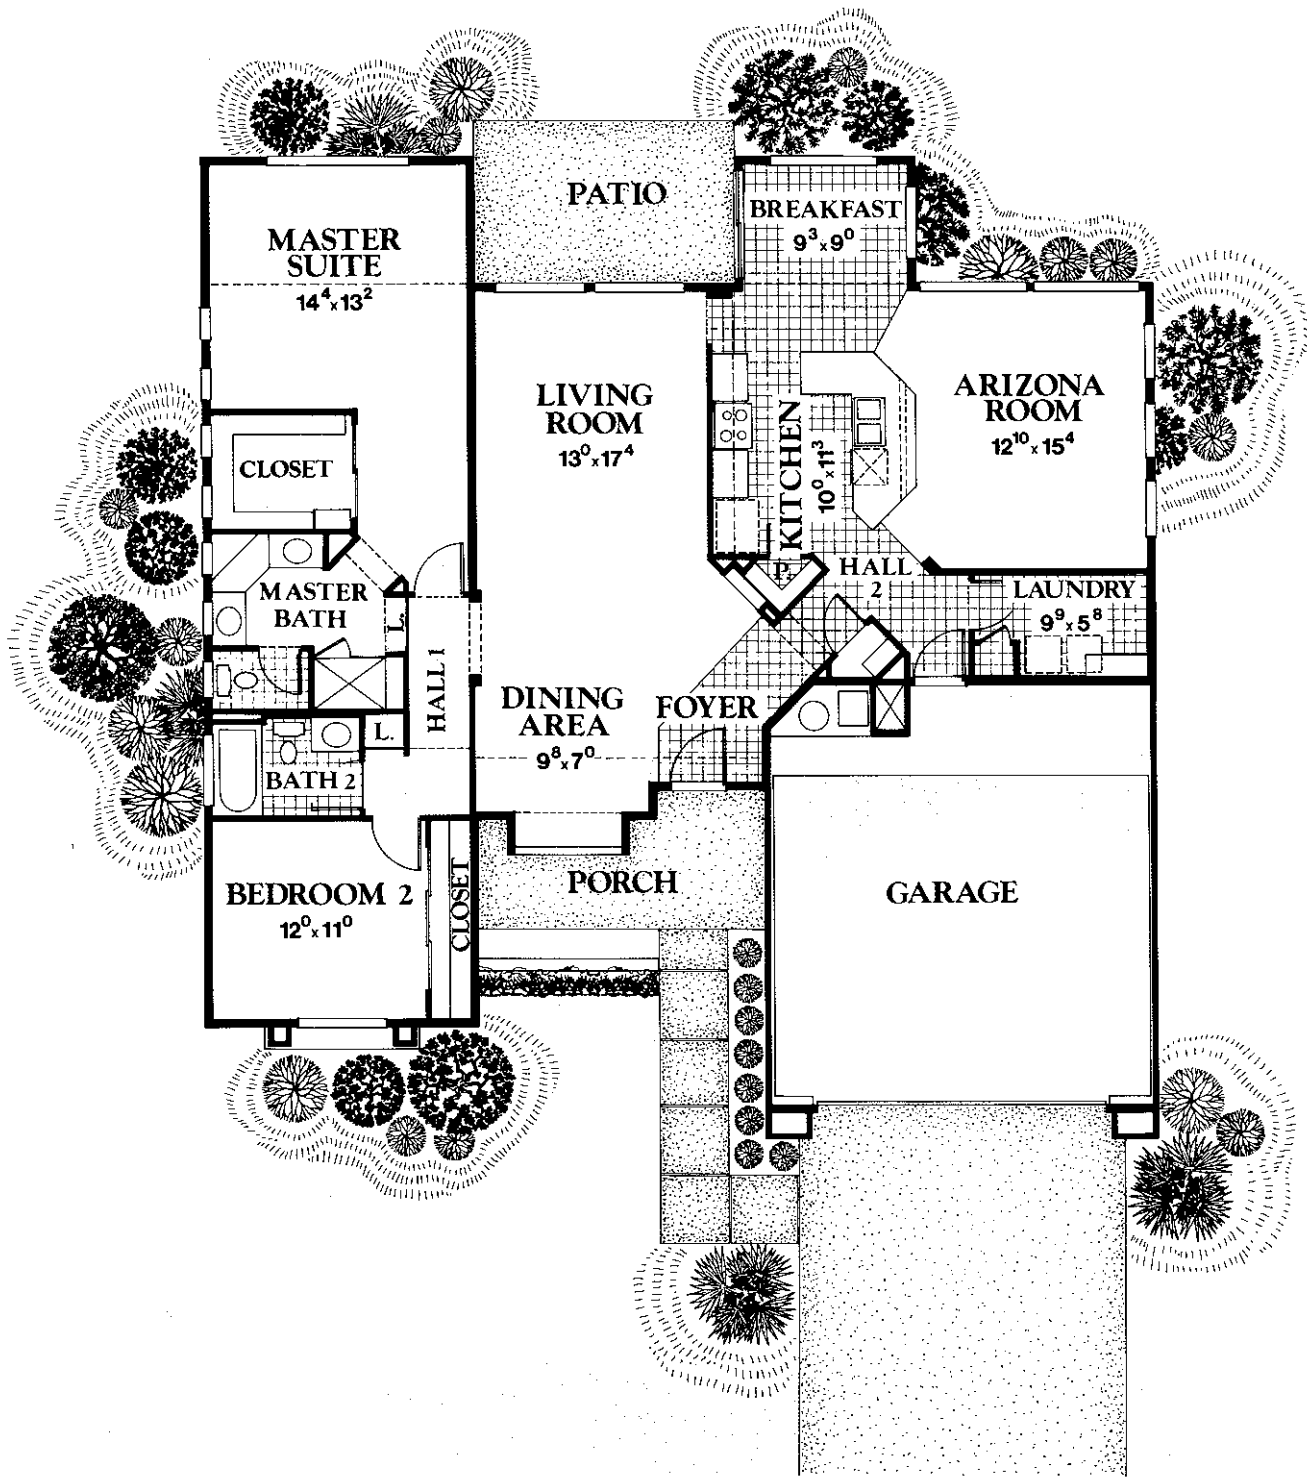 PATIO
BREAKFAST
9³x9⁰
MASTER
SUITE
14⁴x13²
LIVING
ROOM
13⁰x17⁴
KITCHEN
10⁰x11³
ARIZONA
ROOM
12¹⁰x15⁴
CLOSET
MASTER
BATH
L.
HALL 1
P.
HALL
2
LAUNDRY
9⁹x5⁸
DINING
AREA
9⁸x7⁰
FOYER
L.
BATH 2
BEDROOM 2
12⁰x11⁰
CLOSET
PORCH
GARAGE